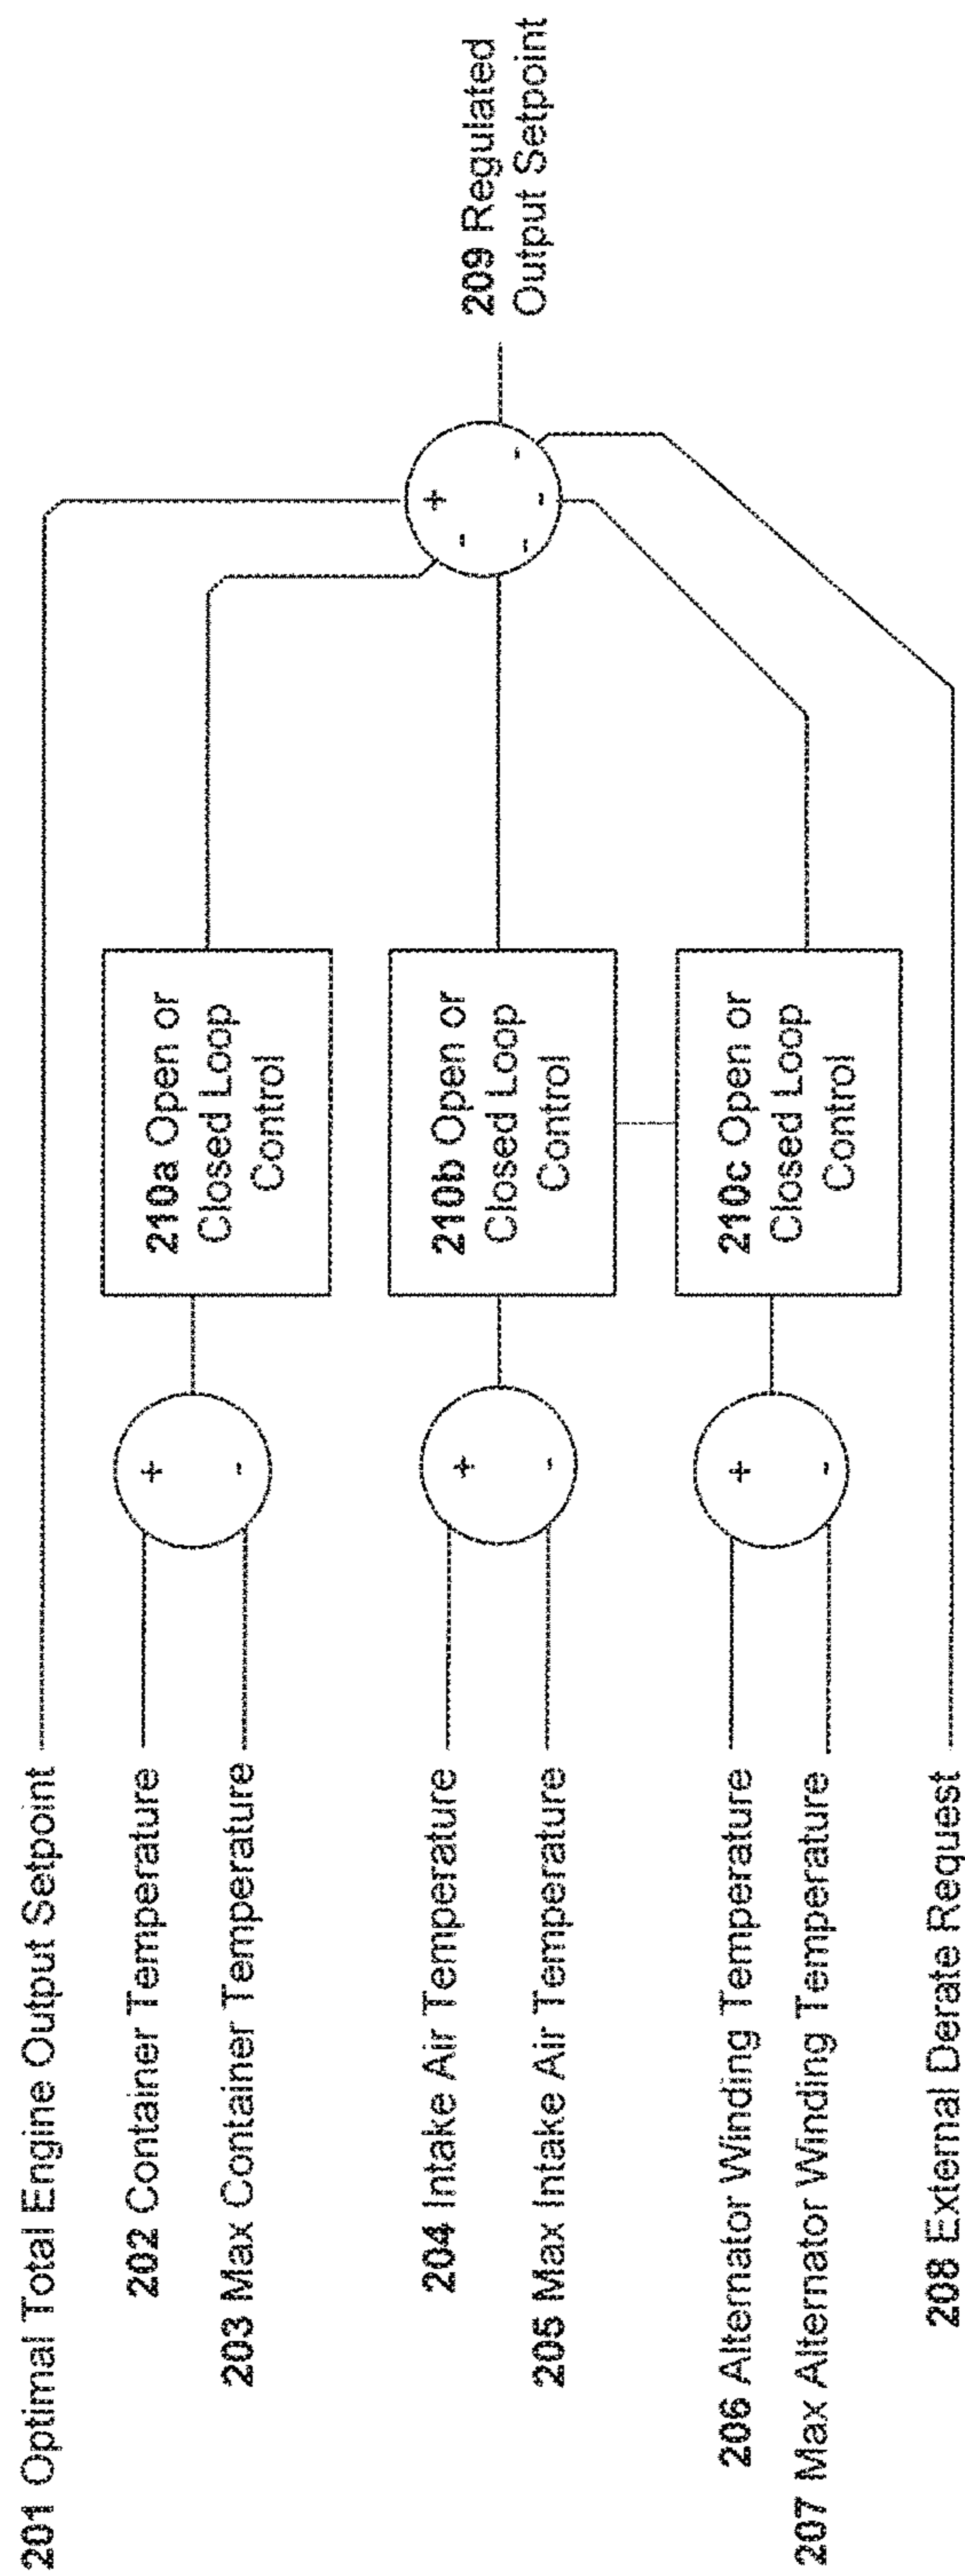 201 Optimal Total Engine Output Setpoint
202 Container Temperature
203 Max Container Temperature
204 Intake Air Temperature
205 Max Intake Air Temperature
206 Alternator Winding Temperature
207 Max Alternator Winding Temperature
208 External Derate Request
+
-
+
-
+
-
210a Open or
Closed Loop
Control
210b Open or
Closed Loop
Control
210c Open or
Closed Loop
Control
+
-
-
-
-
209 Regulated
Output Setpoint